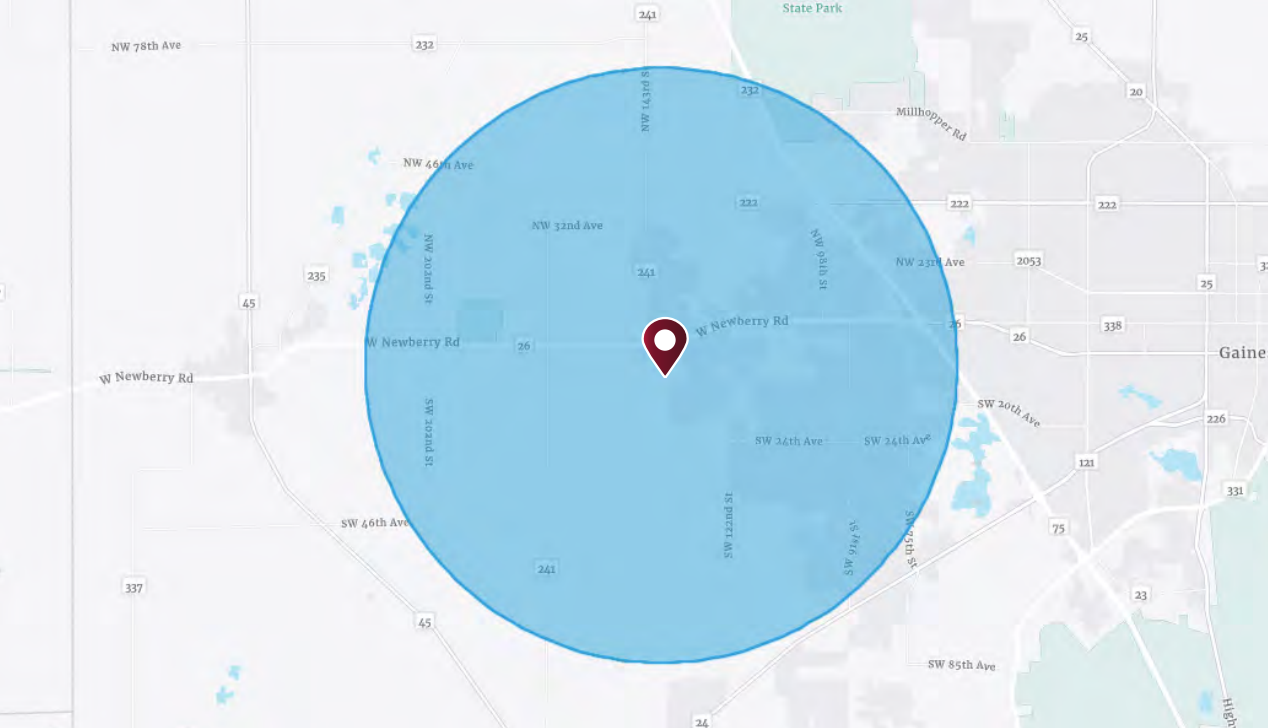 State Park
241
25
NW 78th Ave
232
232
20
NW 143rd St
Millhopper Rd
NW 46th Ave
222
222
222
NW 32nd Ave
NW 202nd St
NW 98th St
NW 23rd Ave
2053
235
241
25
45
W Newberry Rd
26
26
338
26
W Newberry Rd
Gaine
W Newberry Rd
SW 202nd St
SW 20th Ave
226
SW 24th Ave
SW 24th Ave
121
331
SW 122nd St
SW 46th Ave
SW 91st St
SW 75th St
75
241
337
23
45
SW 85th Ave
24
High